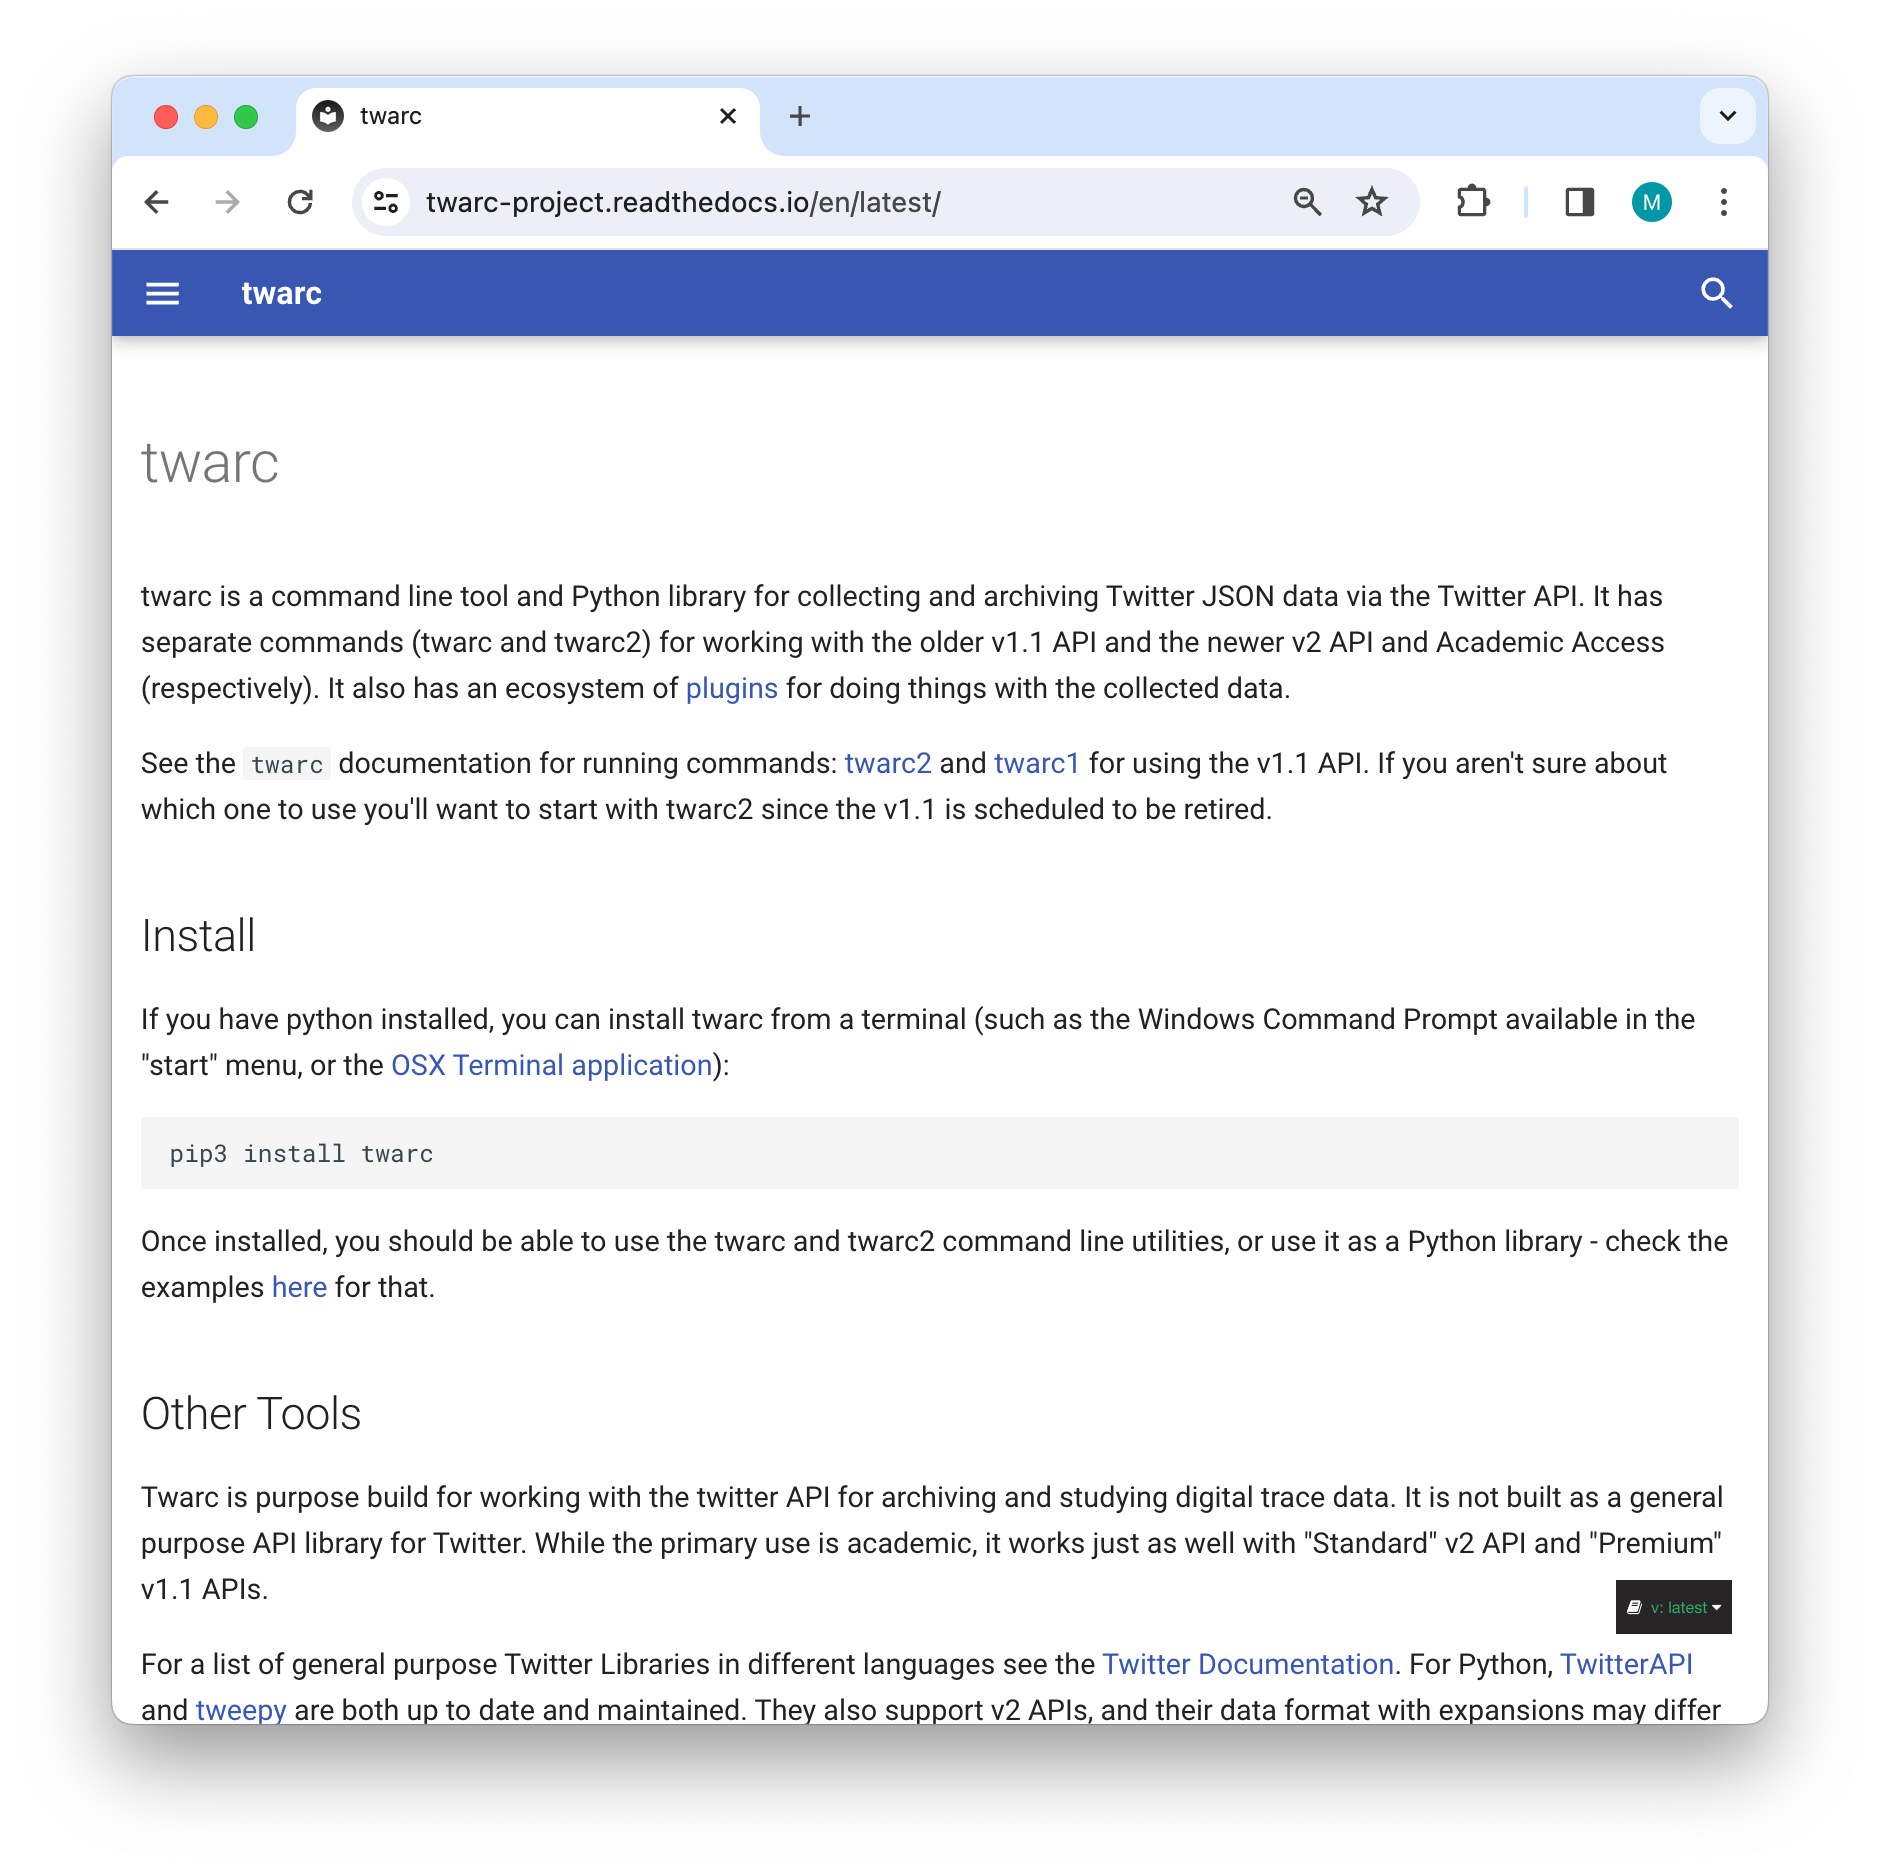 twarc
twarc-project.readthedocs.io/en/latest/
M
twarc
twarc
twarc is a command line tool and Python library for collecting and archiving Twitter JSON data via the Twitter API. It has
separate commands (twarc and twarc2) for working with the older v1.1 API and the newer v2 API and Academic Access
(respectively). It also has an ecosystem of plugins for doing things with the collected data.
See the twarc documentation for running commands: twarc2 and twarc1 for using the v1.1 API. If you aren't sure about
which one to use you'll want to start with twarc2 since the v1.1 is scheduled to be retired.
Install
If you have python installed, you can install twarc from a terminal (such as the Windows Command Prompt available in the
"start" menu, or the OSX Terminal application):
pip3 install twarc
Once installed, you should be able to use the twarc and twarc2 command line utilities, or use it as a Python library - check the
examples here for that.
Other Tools
Twarc is purpose build for working with the twitter API for archiving and studying digital trace data. It is not built as a general
purpose API library for Twitter. While the primary use is academic, it works just as well with "Standard" v2 API and "Premium"
v1.1 APIs.
v: latest
For a list of general purpose Twitter Libraries in different languages see the Twitter Documentation. For Python, TwitterAPI
and tweepy are both up to date and maintained. They also support v2 APIs, and their data format with expansions may differ